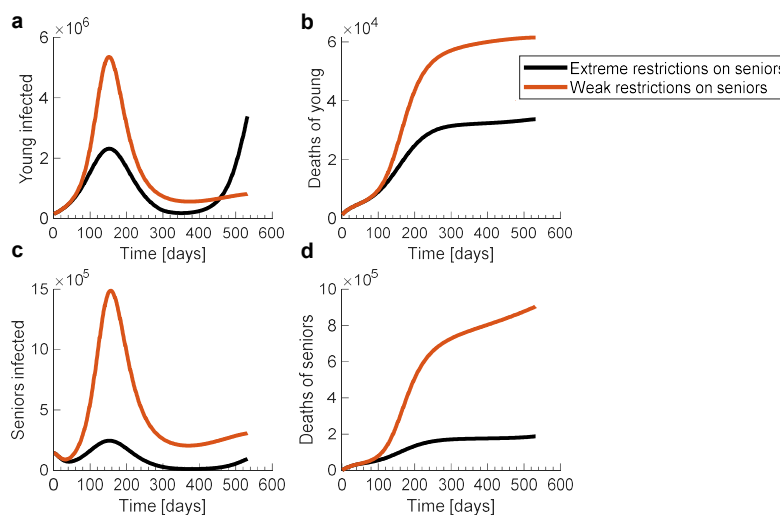 a
×10⁶
6
4
2
0
Young infected
0 100 200 300 400 500 600
Time [days]
b
×10⁴
6
4
2
0
Deaths of young
0 100 200 300 400 500 600
Time [days]
Extreme restrictions on seniors
Weak restrictions on seniors
c
×10⁵
15
10
5
0
Seniors infected
0 100 200 300 400 500 600
Time [days]
d
×10⁵
10
8
6
4
2
0
Deaths of seniors
0 100 200 300 400 500 600
Time [days]